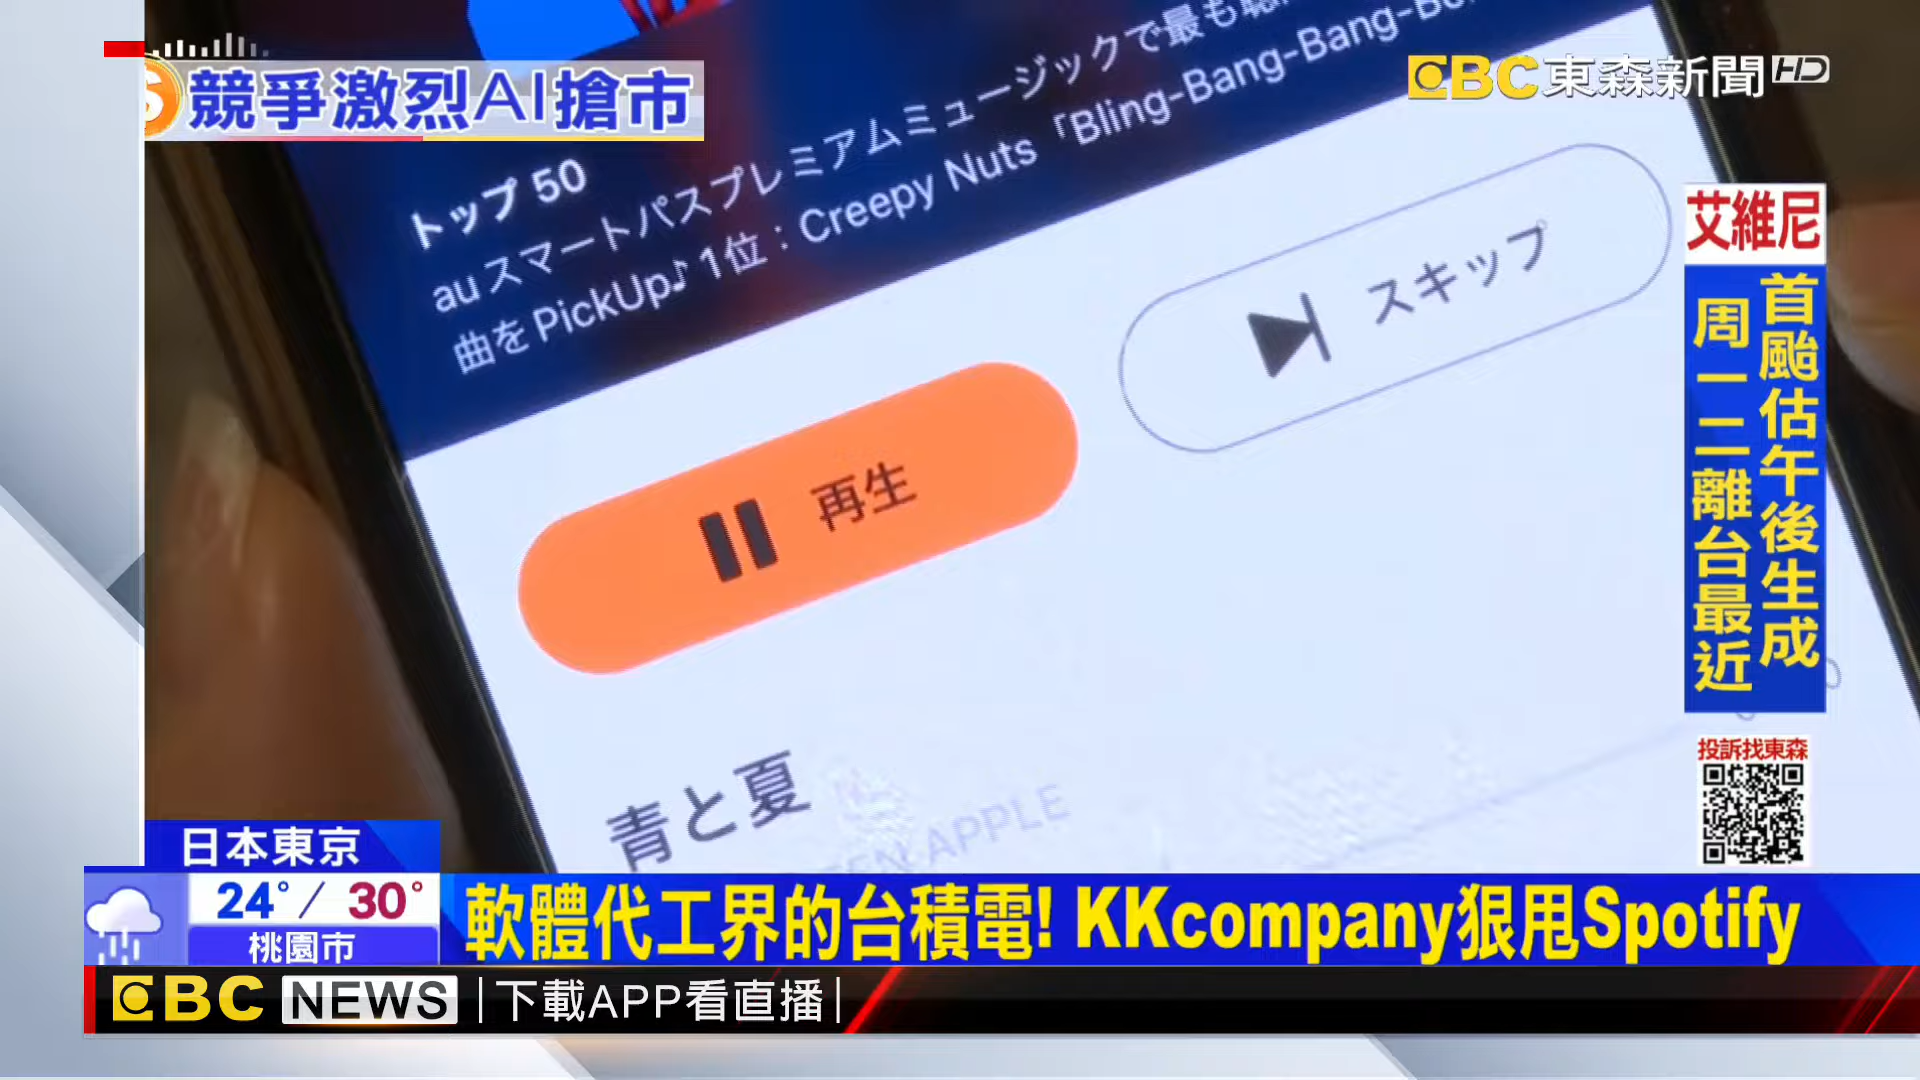 競爭激烈AI搶市
EBC東森新聞HD
トップ 50
auスマートパスプレミアムミュージックで最も聴
曲をPickUp♪ 1位：Creepy Nuts「Bling-Bang-Bang-Bo
スキップ
再生
青と夏
EEN APPLE
艾維尼
首颱估午後生成
周一二離台最近
投訴找東森
日本東京
24°/ 30°
桃園市
軟體代工界的台積電! KKcompany狠甩Spotify
EBC NEWS |下載APP看直播|